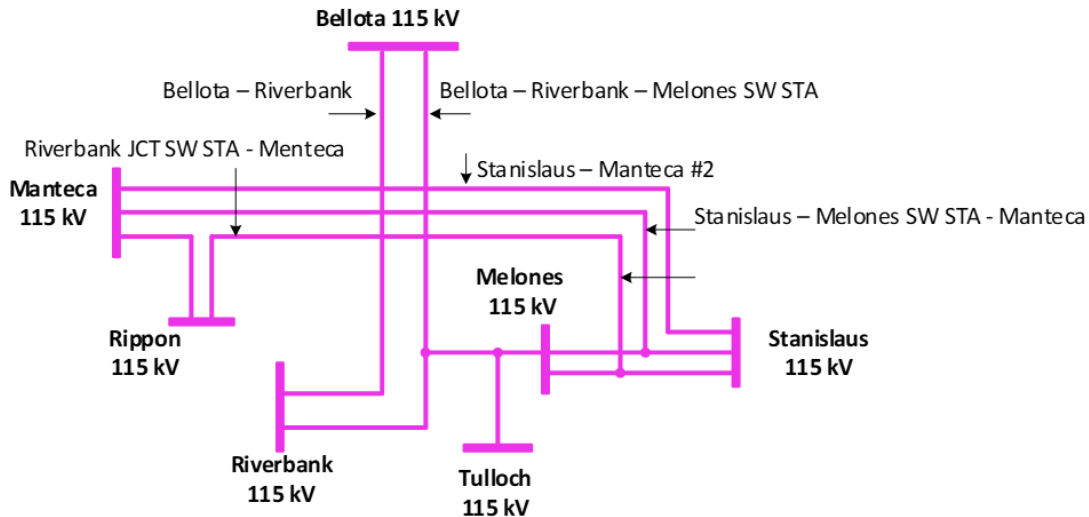 Bellota 115 kV
Bellota – Riverbank
Bellota – Riverbank – Melones SW STA
Riverbank JCT SW STA - Menteca
Stanislaus – Manteca #2
Manteca
115 kV
Stanislaus – Melones SW STA - Manteca
Melones
115 kV
Rippon
115 kV
Stanislaus
115 kV
Riverbank
115 kV
Tulloch
115 kV